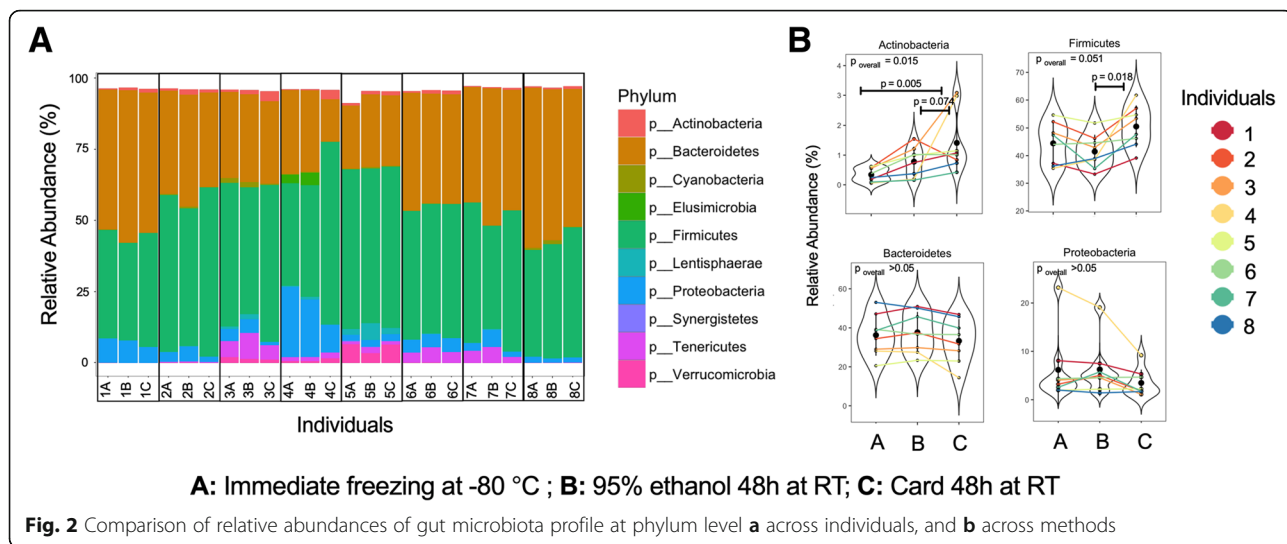 A
Relative Abundance (%)
100
75
50
25
0
1A 1B 1C 2A 2B 2C 3A 3B 3C 4A 4B 4C 5A 5B 5C 6A 6B 6C 7A 7B 7C 8A 8B 8C
Individuals
Phylum
p__Actinobacteria
p__Bacteroidetes
p__Cyanobacteria
p__Elusimicrobia
p__Firmicutes
p__Lentisphaerae
p__Proteobacteria
p__Synergistetes
p__Tenericutes
p__Verrucomicrobia
B
Relative Abundance (%)
Actinobacteria
p overall = 0.015
p = 0.005
p = 0.074
4
3
2
1
0
Firmicutes
p overall = 0.051
p = 0.018
70
60
50
40
30
20
Bacteroidetes
p overall >0.05
60
40
20
0
Proteobacteria
p overall >0.05
20
10
0
A B C A B C
Individuals
1
2
3
4
5
6
7
8
A: Immediate freezing at -80 °C ; B: 95% ethanol 48h at RT; C: Card 48h at RT
Fig. 2 Comparison of relative abundances of gut microbiota profile at phylum level a across individuals, and b across methods